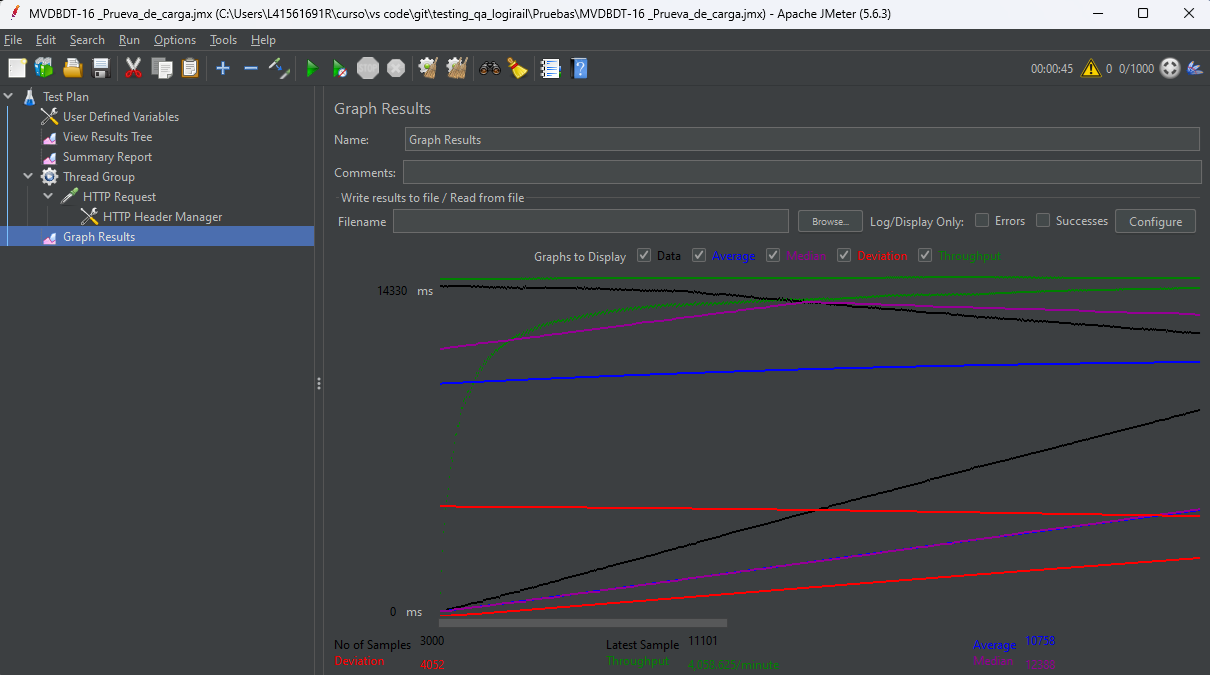 MVDBDT-16 _Prueva_de_carga.jmx (C:\Users\L41561691R\curso\vs code\git\testing_qa_logirail\Pruebas\MVDBDT-16 _Prueva_de_carga.jmx) - Apache JMeter (5.6.3)
File Edit Search Run Options Tools Help
00:00:45 0 0/1000
Test Plan
User Defined Variables
View Results Tree
Summary Report
Thread Group
HTTP Request
HTTP Header Manager
Graph Results
Graph Results
Name: Graph Results
Comments:
Write results to file / Read from file
Filename Browse... Log/Display Only: Errors Successes Configure
Graphs to Display Data Average Median Deviation Throughput
14330 ms
0 ms
No of Samples 3000 Latest Sample 11101 Average 10758
Deviation 4052 Throughput Median